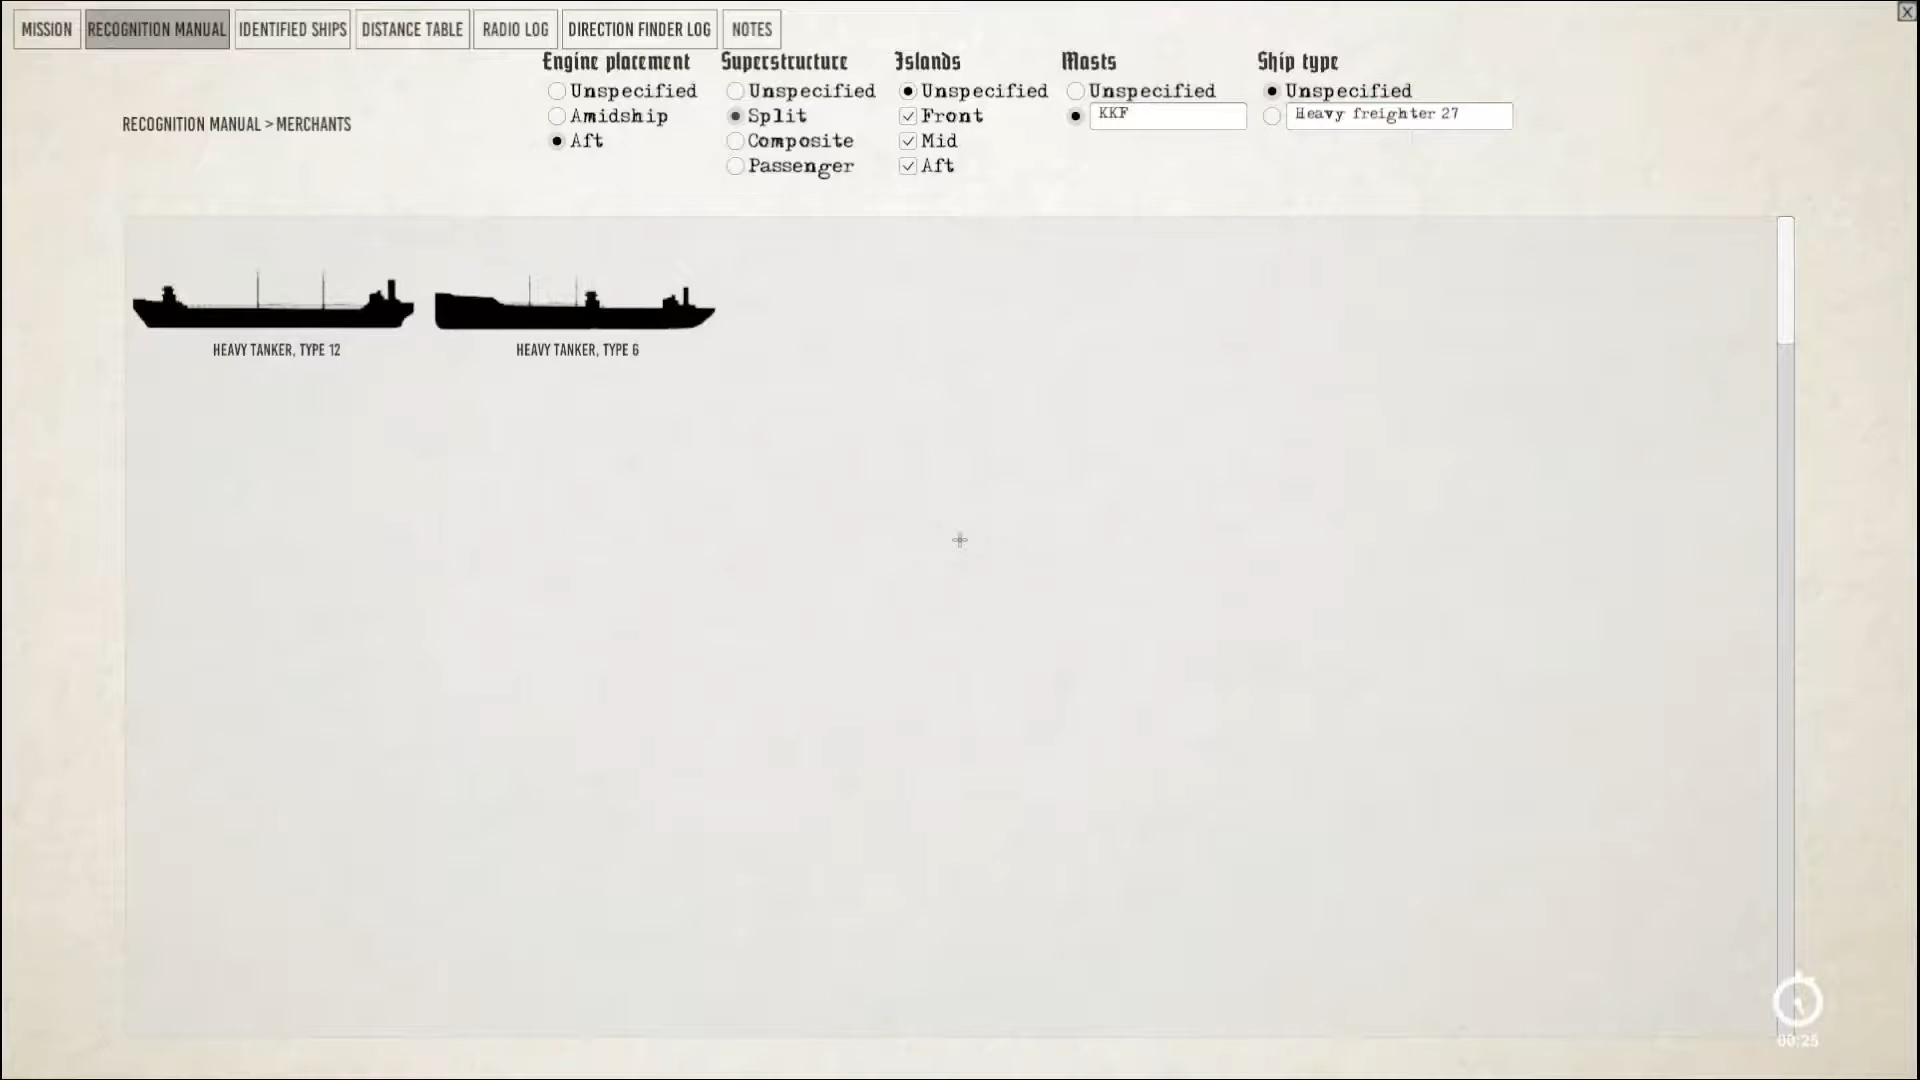 MISSION RECOGNITION MANUAL IDENTIFIED SHIPS DISTANCE TABLE RADIO LOG DIRECTION FINDER LOG NOTES X
Engine placement Superstructure Islands Masts Ship type
Unspecified Unspecified Unspecified Unspecified Unspecified
Amidship Split Front KKF Heavy freighter 27
RECOGNITION MANUAL > MERCHANTS
Aft Composite Mid
Passenger Aft
HEAVY TANKER, TYPE 12 HEAVY TANKER, TYPE 6
00:25